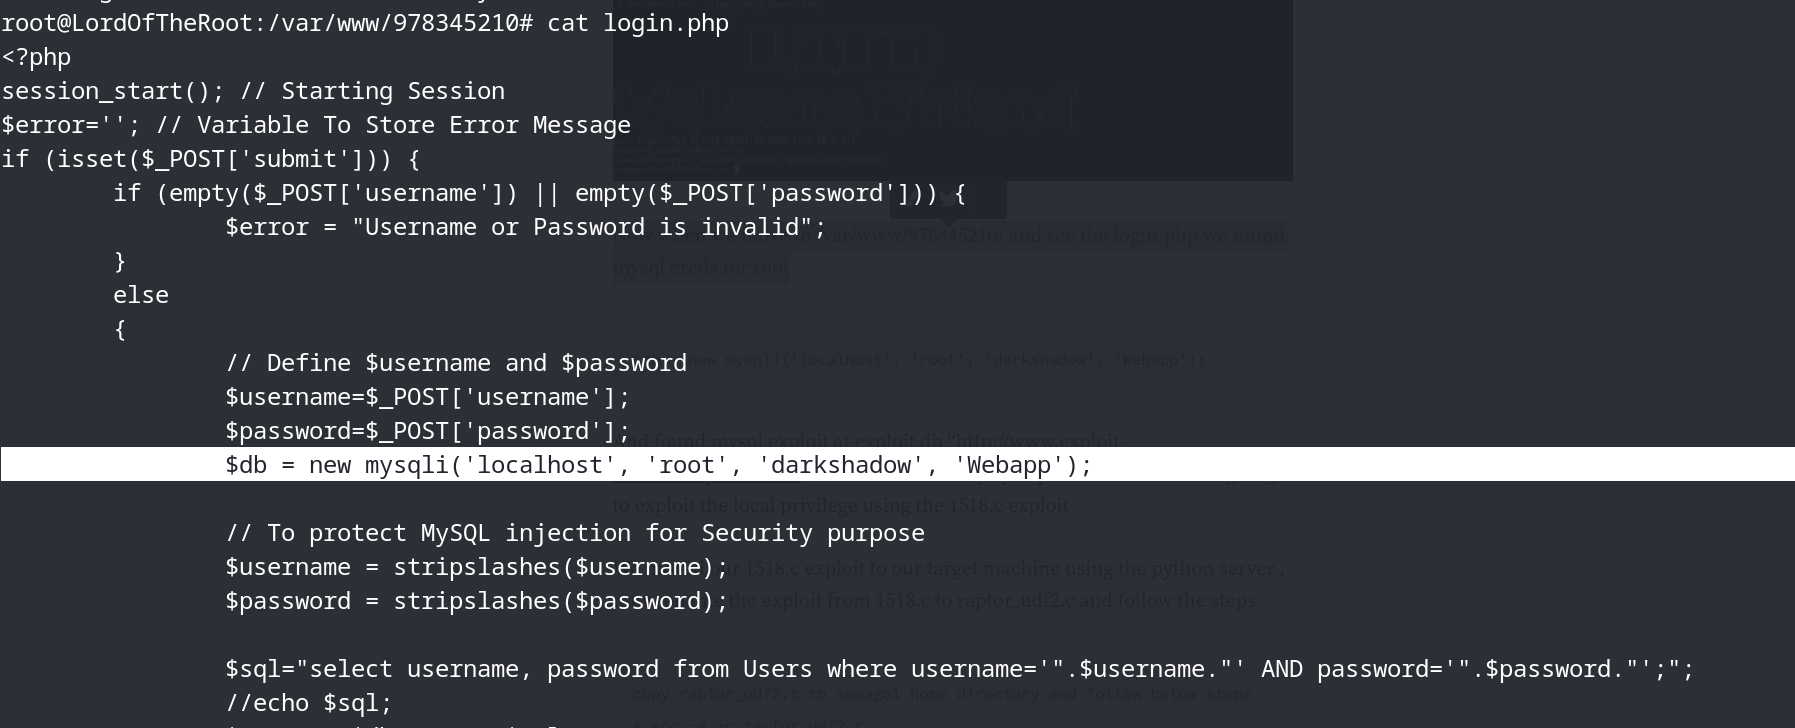 root@LordOfTheRoot:/var/www/978345210# cat login.php
<?php
session_start(); // Starting Session
$error=''; // Variable To Store Error Message
if (isset($_POST['submit'])) {
        if (empty($_POST['username']) || empty($_POST['password'])) {
                $error = "Username or Password is invalid";
Now when we move to /var/www/978345210/ and see the login.php we found
        }
mysql creds for root
        else
        {
                // Define $username and $password
new mysqli('localhost', 'root', 'darkshadow', 'Webapp');
                $username=$_POST['username'];
                $password=$_POST['password'];
found mysql exploit at exploit db "http://www.exploit-
                $db = new mysqli('localhost', 'root', 'darkshadow', 'Webapp');
to exploit the local privilege using the 1518.c exploit
                // To protect MySQL injection for Security purpose
                $username = stripslashes($username);
1518.c exploit to our target machine using the python server ,
                $password = stripslashes($password);
the exploit from 1518.c to raptor_udf2.c and follow the steps
                $sql="select username, password from Users where username='".$username."' AND password='".$password."';";
copy raptor_udf2.c to smeagol home directory and follow below steps
                //echo $sql;